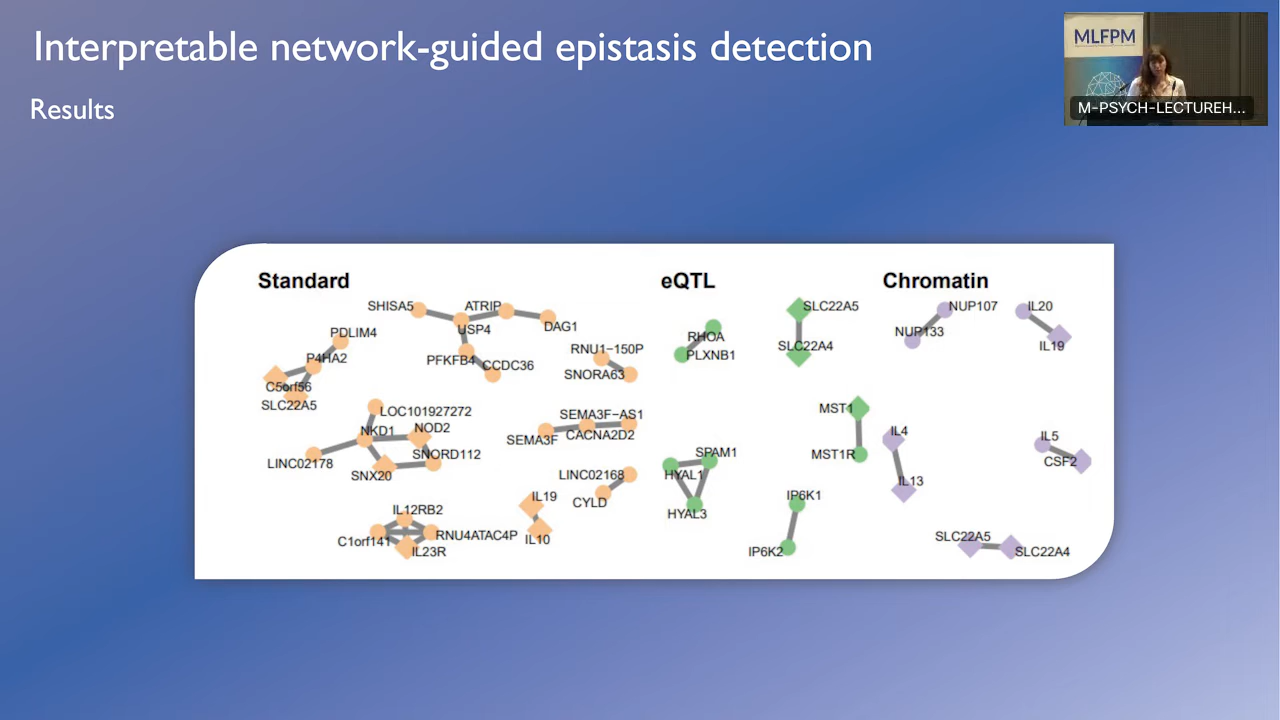 Interpretable network-guided epistasis detection
Results
MLFPM
M-PSYCH-LECTUREH...
Standard
SHISA5
ATRIP
USP4
DAG1
PDLIM4
P4HA2
C5orf56
SLC22A5
PFKFB4
CCDC36
RNU1−150P
SNORA63
LOC101927272
NKD1
NOD2
LINC02178
SNORD112
SNX20
SEMA3F−AS1
SEMA3F
CACNA2D2
LINC02168
CYLD
IL12RB2
C1orf141
RNU4ATAC4P
IL23R
IL19
IL10
eQTL
RHOA
PLXNB1
SLC22A5
SLC22A4
MST1
MST1R
SPAM1
HYAL1
HYAL3
IP6K1
IP6K2
Chromatin
NUP107
NUP133
IL20
IL19
IL4
IL13
IL5
CSF2
SLC22A5
SLC22A4